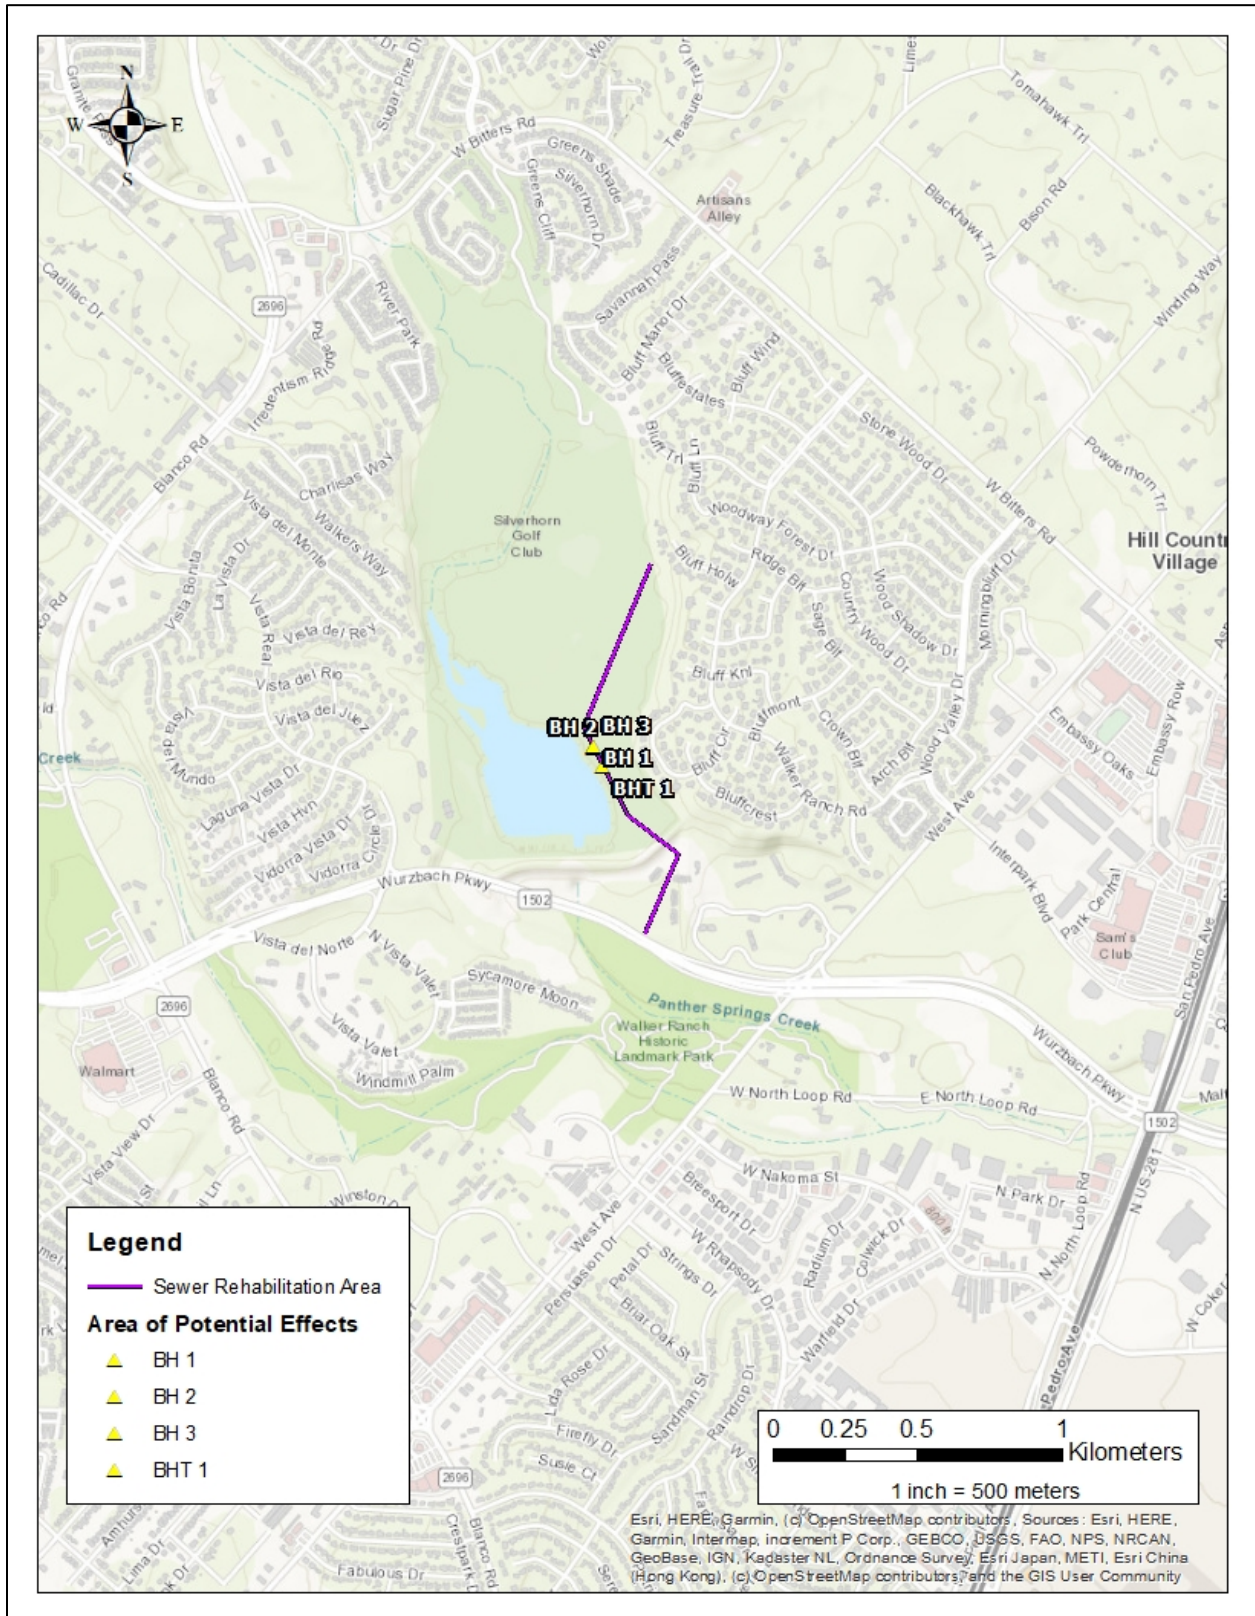 N
W E
S
Granite Pass
Sugar Pine Dr
Treasure Trail Dr
Tomahawk Trl
W Bitters Rd
Greens Shade
Silverhorn Dr
Greens Cliff
Artisans
Alley
Blackhawk Trl
Bison Rd
Winding Way
Cadillac Dr
2696
River Park
Savannah Pass
Bluff Manor Dr
Bluff Wind
Bluffestates
Irredentism Ridge Rd
Blanco Rd
Bluff Trl
Bluff Ln
Stone Wood Dr
W Bitters Rd
Powderhorn Trl
Charlisas Way
Walkers Way
Vista del Monte
La Vista Dr
Vista Bonita
Silverhorn
Golf
Club
Woodway Forest Dr
Bluff Holw
Ridge Blf
Country Wood Dr
Wood Shadow Dr
Sage Blf
Morningbluff Dr
Hill Countr
Village
Vista Real
Vista del Rey
Vista del Rio
Vista del Juez
Vista del Mundo
Bluff Knl
Bluffmont
Crown Blf
Arch Blf
Wood Valley Dr
Embassy Oaks
Embassy Row
BH 2 BH 3
BH 1
BHT 1
Bluff Cir
Walker Ranch Rd
Bluffcrest
West Ave
Creek
Laguna Vista Dr
Vista Hvn
Vidorra Vista Dr
Vidorra Circle Dr
Wurzbach Pkwy
1502
Interpark Blvd
Park Central
Sam's
Club
San Pedro Ave
Vista del Norte
N Vista Valet
Sycamore Moon
Panther Springs Creek
Walker Ranch
Historic
Landmark Park
Wurzbach Pkwy
2696
Walmart
Vista Valet
Windmill Palm
Blanco Rd
W North Loop Rd
E North Loop Rd
1502
Vista View Dr
W Nakoma St
N Park Dr
N US-281
Winston D
West Ave
Breesport Dr
W Rhapsody Dr
Radium Dr
Colwick Dr
800 ft
N North Loop Rd
Persuasion Dr
Petal Dr
Strings Dr
Warfield Dr
W Coker
Briar Oak St
Lida Rose Dr
Sandman St
Raindrop Dr
Pedro Ave
Firefly Dr
Susie Ct
2696
Crestpark D
Blanco Rd
Fabulous Dr
Lima Dr
Legend
Sewer Rehabilitation Area
Area of Potential Effects
BH 1
BH 2
BH 3
BHT 1
0 0.25 0.5 1
Kilometers
1 inch = 500 meters
Esri, HERE, Garmin, (c) OpenStreetMap contributors, Sources: Esri, HERE,
Garmin, Intermap, increment P Corp., GEBCO, USGS, FAO, NPS, NRCAN,
GeoBase, IGN, Kadaster NL, Ordnance Survey, Esri Japan, METI, Esri China
(Hong Kong), (c) OpenStreetMap contributors, and the GIS User Community